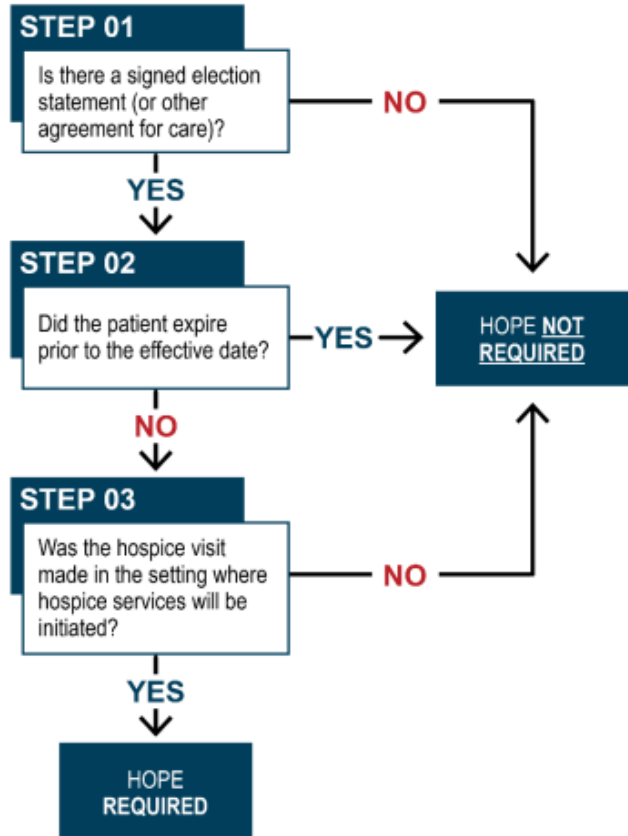 STEP 01
Is there a signed election
statement (or other
agreement for care)?
NO
YES
STEP 02
Did the patient expire
prior to the effective date?
YES
HOPE NOT
REQUIRED
NO
STEP 03
Was the hospice visit
made in the setting where
hospice services will be
initiated?
NO
YES
HOPE
REQUIRED